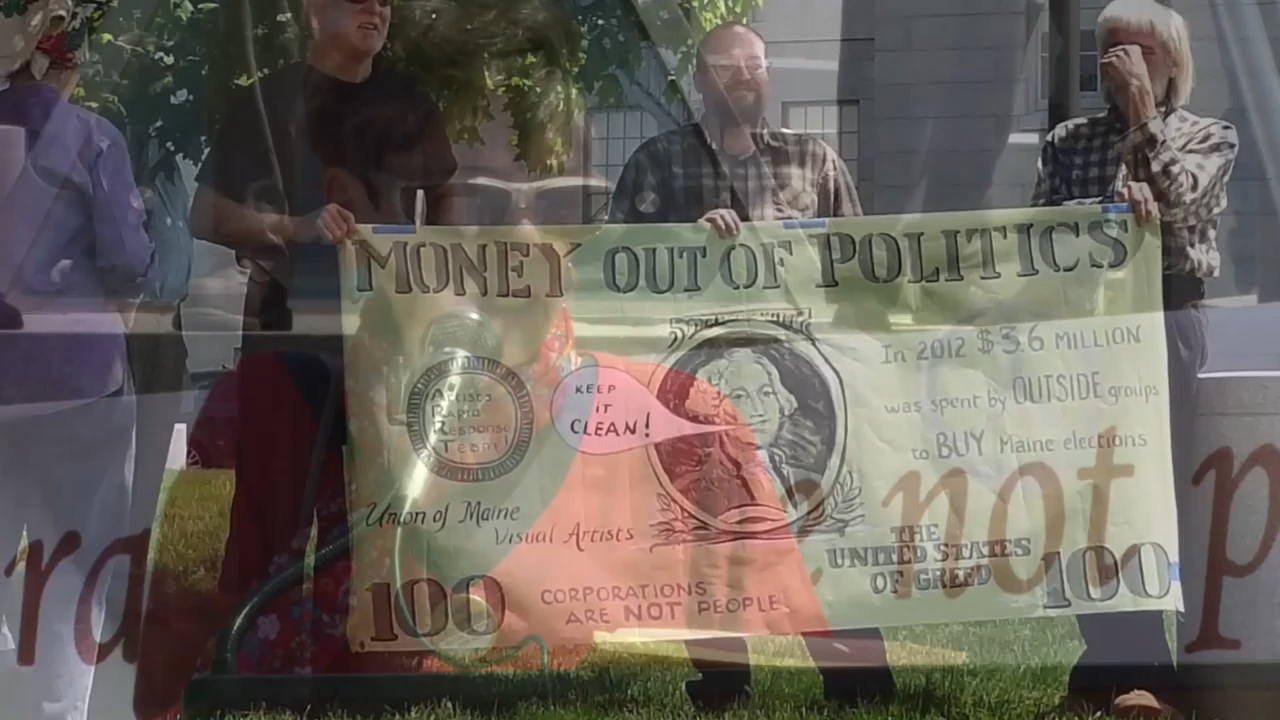 MONEY OUT OF POLITICS
In 2012 $3.6 MILLION
was spent by OUTSIDE groups
to BUY Maine elections
Artists
Rapid
Response
Team!
KEEP
IT
CLEAN!
Union of Maine
Visual Artists
THE
UNITED STATES
OF GREED
100
100
CORPORATIONS
ARE NOT PEOPLE!
ra
not p